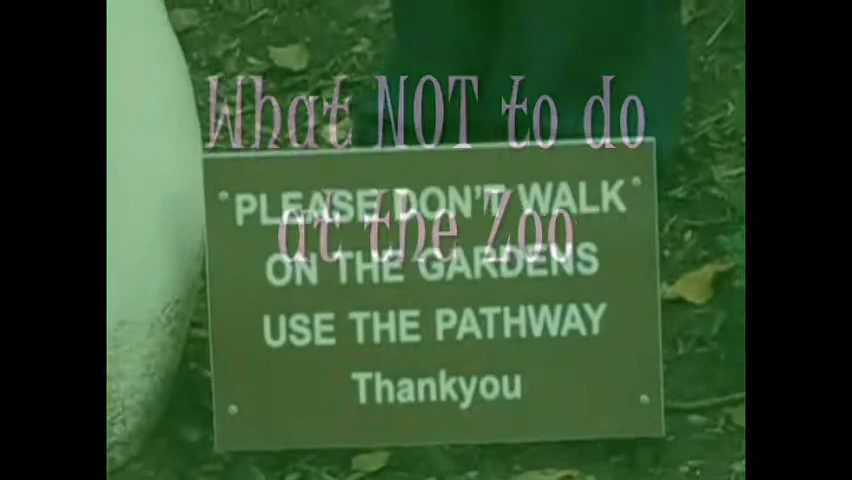 What NOT to do
at the Zoo
PLEASE DON'T WALK
ON THE GARDENS
USE THE PATHWAY
Thankyou